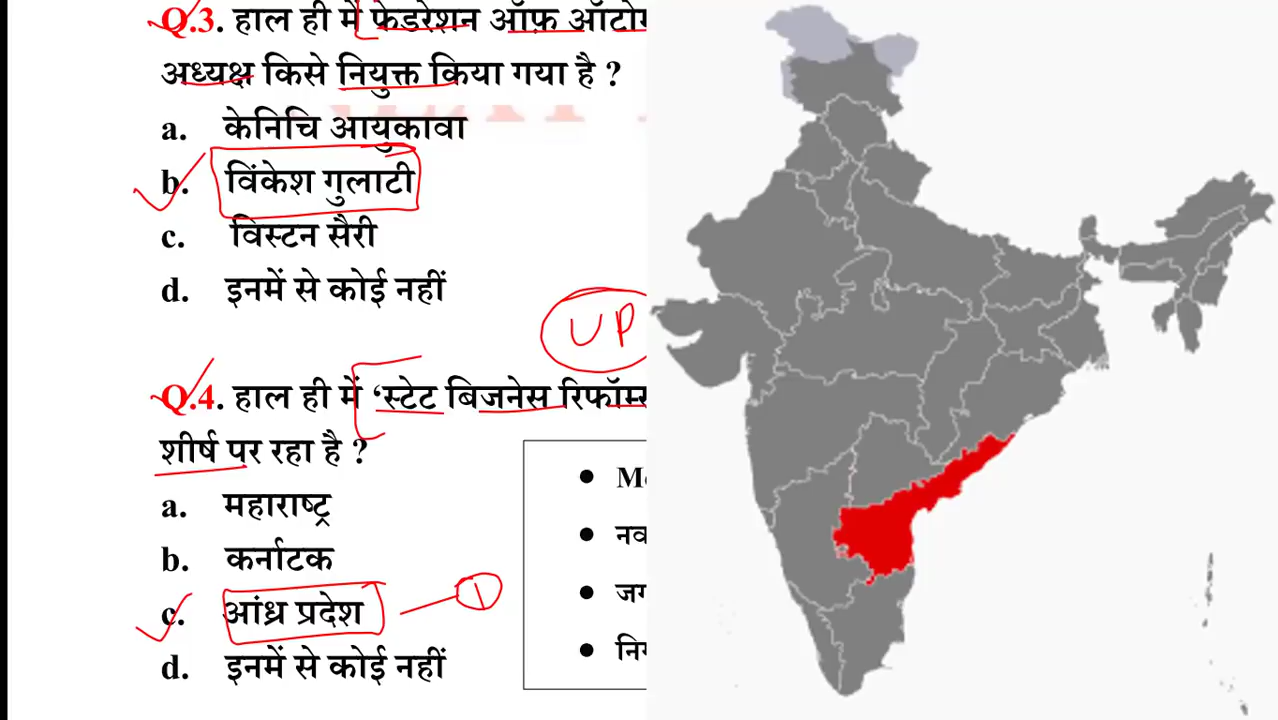 Q.3. हाल ही में फेडरेशन ऑफ़
अध्यक्ष किसे नियुक्त किया गया है ?
a. केनिचि आयुकावा
b. विंकेश गुलाटी
c. विस्टन सैरी
d. इनमें से कोई नहीं
UP
Q.4. हाल ही में ‘स्टेट बिजनेस
शीर्ष पर रहा है ?
a. महाराष्ट्र
b. कर्नाटक
c. आंध्र प्रदेश
1
d. इनमें से कोई नहीं